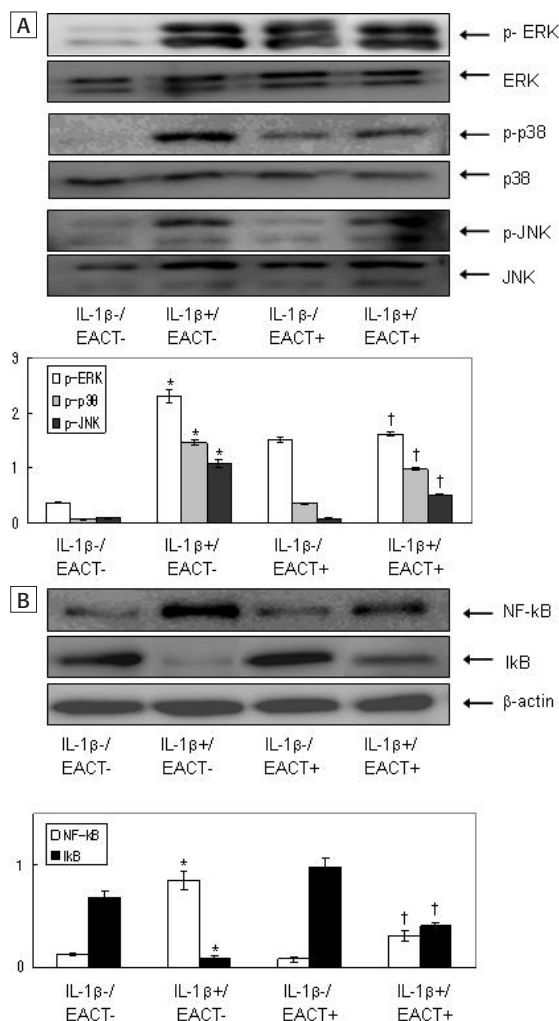 A
p- ERK
ERK
p-p38
p38
p-JNK
JNK
IL-1β-/ IL-1β+/ IL-1β-/ IL-1β+/
EACT- EACT- EACT+ EACT+
3
p-ERK
p-p38
p-JNK
2
1
0
* * *
† † †
IL-1β-/ IL-1β+/ IL-1β-/ IL-1β+/
EACT- EACT- EACT+ EACT+
B
NF-kB
IkB
β-actin
IL-1β-/ IL-1β+/ IL-1β-/ IL-1β+/
EACT- EACT- EACT+ EACT+
NF-kB
IkB
1
0
* *
† †
IL-1β-/ IL-1β+/ IL-1β-/ IL-1β+/
EACT- EACT- EACT+ EACT+